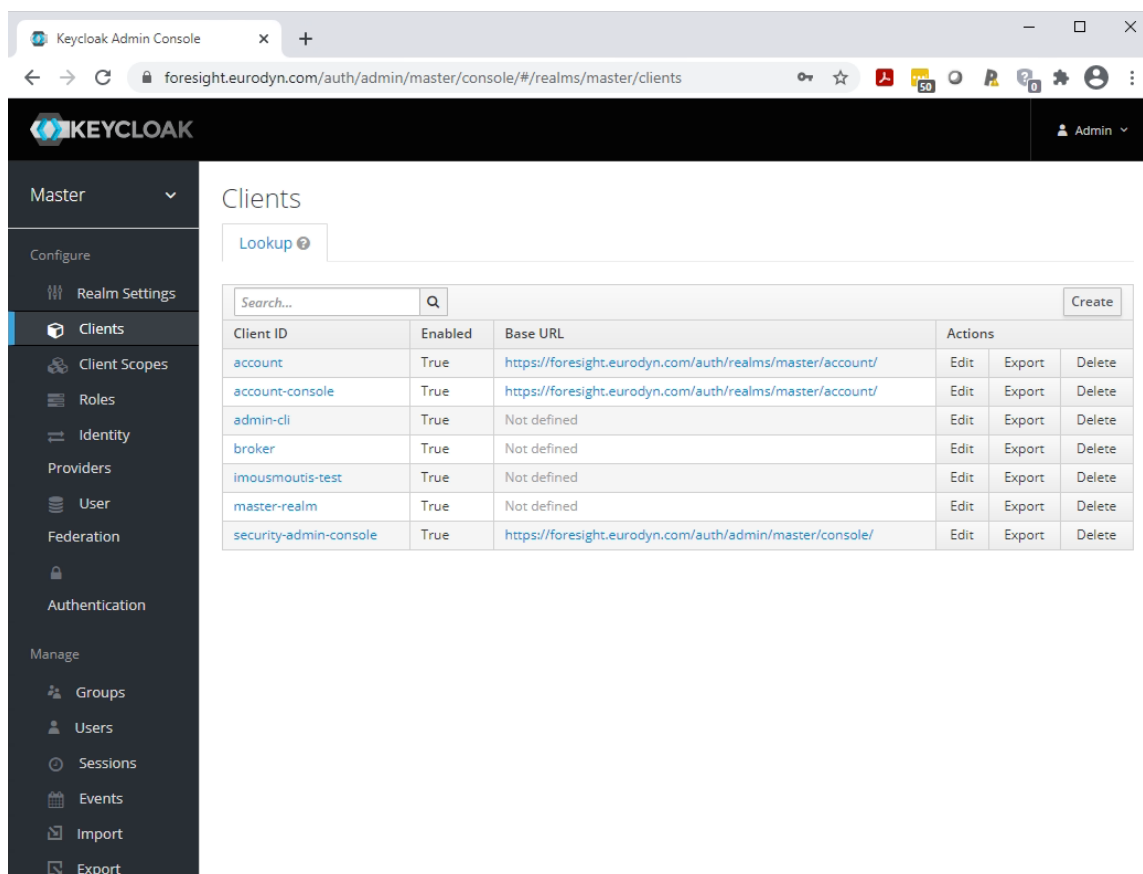 Keycloak Admin Console
foresight.eurodyn.com/auth/admin/master/console/#/realms/master/clients
50
0
KEYCLOAK
Admin
Master
Configure
Realm Settings
Clients
Client Scopes
Roles
Identity
Providers
User
Federation
Authentication
Manage
Groups
Users
Sessions
Events
Import
Export
Clients
Lookup
Search...
Create
Client ID Enabled Base URL Actions
account True https://foresight.eurodyn.com/auth/realms/master/account/ Edit Export Delete
account-console True https://foresight.eurodyn.com/auth/realms/master/account/ Edit Export Delete
admin-cli True Not defined Edit Export Delete
broker True Not defined Edit Export Delete
imousmoutis-test True Not defined Edit Export Delete
master-realm True Not defined Edit Export Delete
security-admin-console True https://foresight.eurodyn.com/auth/admin/master/console/ Edit Export Delete